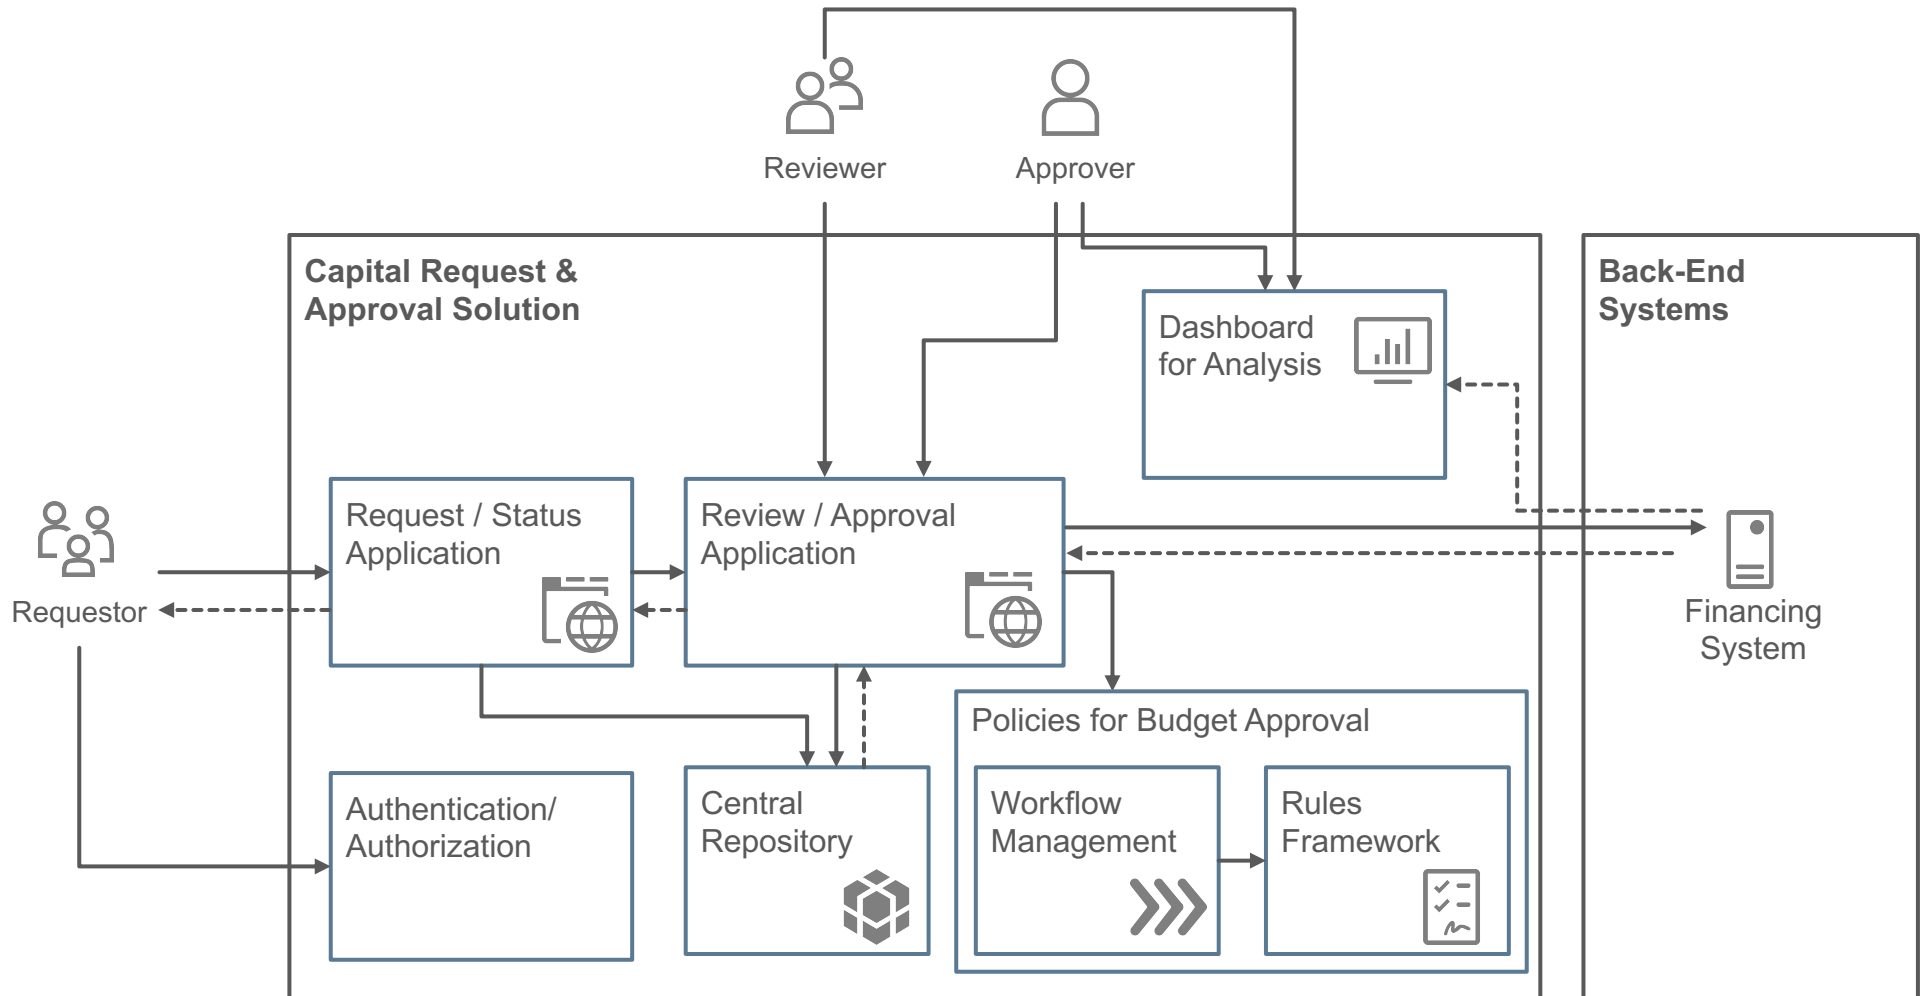 Reviewer
Approver
Capital Request &
Approval Solution
Back-End
Systems
Dashboard
for Analysis
Request / Status
Application
Review / Approval
Application
Requestor
Financing
System
Policies for Budget Approval
Authentication/
Authorization
Central
Repository
Workflow
Management
Rules
Framework